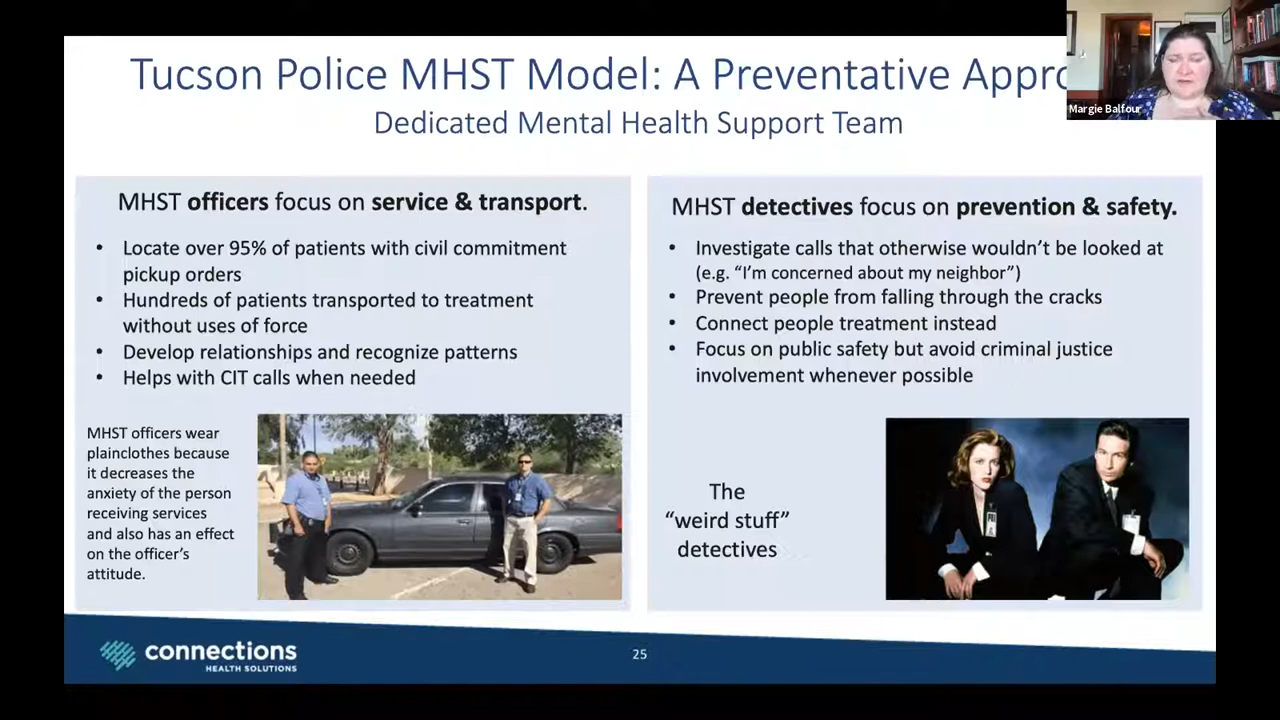 Tucson Police MHST Model: A Preventative Appro
Dedicated Mental Health Support Team
Margie Balfour
MHST officers focus on service & transport.
• Locate over 95% of patients with civil commitment
pickup orders
• Hundreds of patients transported to treatment
without uses of force
• Develop relationships and recognize patterns
• Helps with CIT calls when needed
MHST officers wear
plainclothes because
it decreases the
anxiety of the person
receiving services
and also has an effect
on the officer’s
attitude.
MHST detectives focus on prevention & safety.
• Investigate calls that otherwise wouldn’t be looked at
(e.g. “I’m concerned about my neighbor”)
• Prevent people from falling through the cracks
• Connect people treatment instead
• Focus on public safety but avoid criminal justice
involvement whenever possible
The
“weird stuff”
detectives
connections
HEALTH SOLUTIONS
25